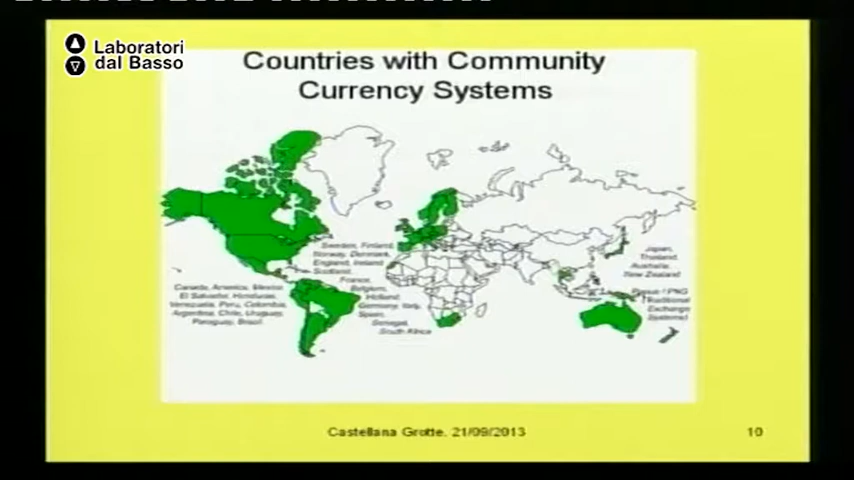 Laboratori
dal Basso
Countries with Community
Currency Systems
Sweden, Finland,
Norway, Denmark,
England, Ireland
Scotland,
France,
Belgium,
Holland,
Germany, Italy,
Spain,
Senegal,
South Africa
Canada, America, Mexico
El Salvador, Honduras,
Venezuela, Peru, Colombia,
Argentina, Chile, Uruguay,
Paraguay, Brazil
Japan,
Thailand
Australia,
New Zealand
/ PNG
Traditional
Exchange
Systems)
Castellana Grotte, 21/09/2013
10